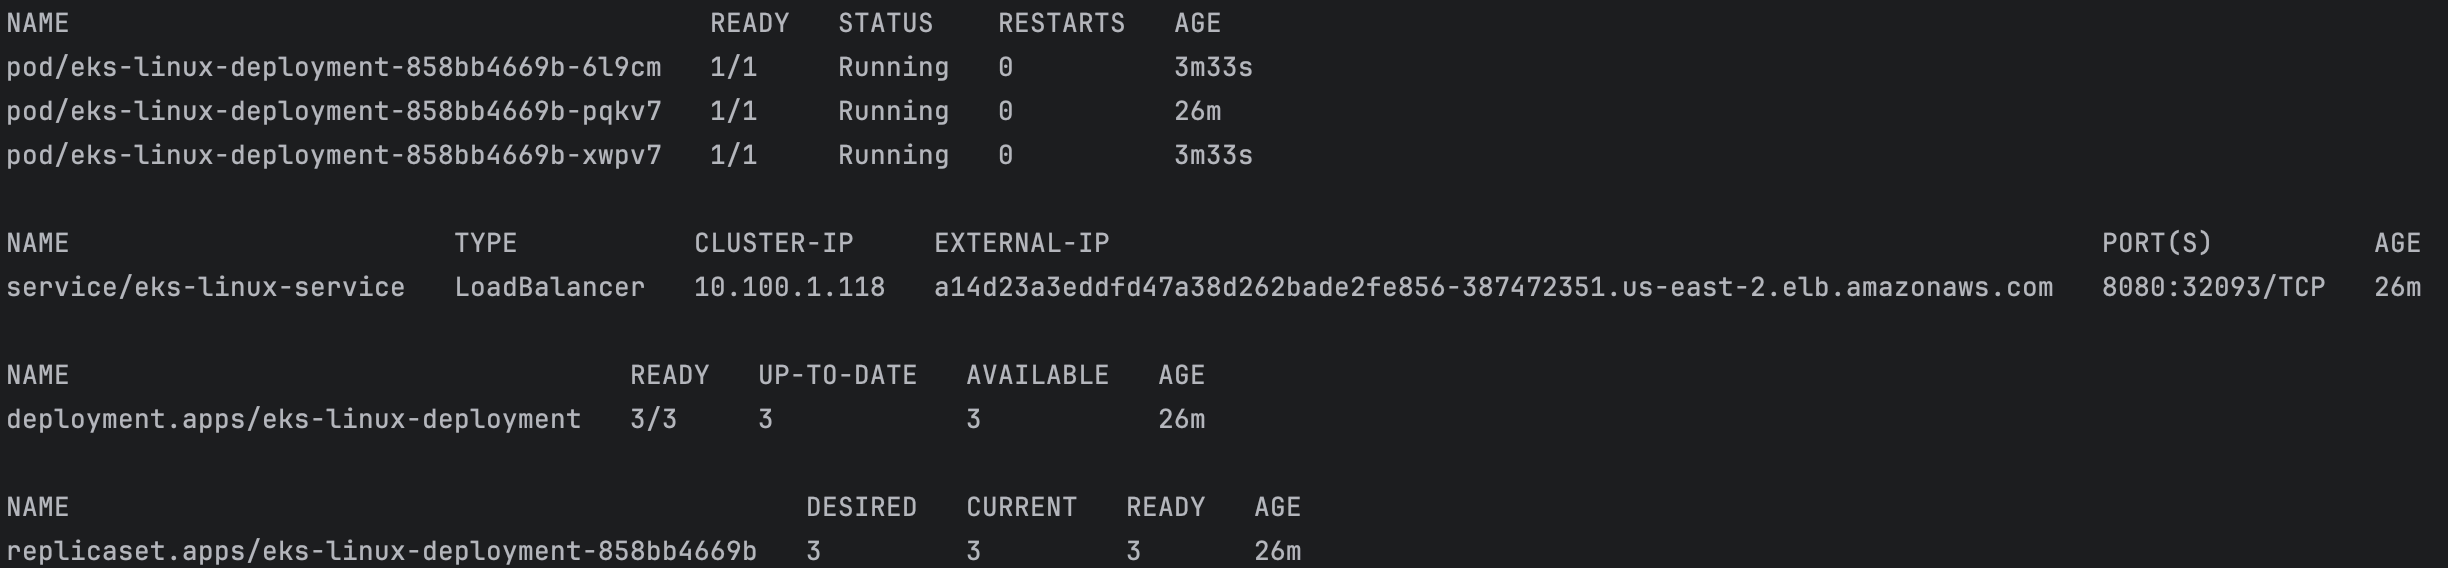 NAME READY STATUS RESTARTS AGE
pod/eks-linux-deployment-858bb4669b-6l9cm 1/1 Running 0 3m33s
pod/eks-linux-deployment-858bb4669b-pqkv7 1/1 Running 0 26m
pod/eks-linux-deployment-858bb4669b-xwpv7 1/1 Running 0 3m33s
NAME TYPE CLUSTER-IP EXTERNAL-IP PORT(S) AGE
service/eks-linux-service LoadBalancer 10.100.1.118 a14d23a3eddfd47a38d262bade2fe856-387472351.us-east-2.elb.amazonaws.com 8080:32093/TCP 26m
NAME READY UP-TO-DATE AVAILABLE AGE
deployment.apps/eks-linux-deployment 3/3 3 3 26m
NAME DESIRED CURRENT READY AGE
replicaset.apps/eks-linux-deployment-858bb4669b 3 3 3 26m